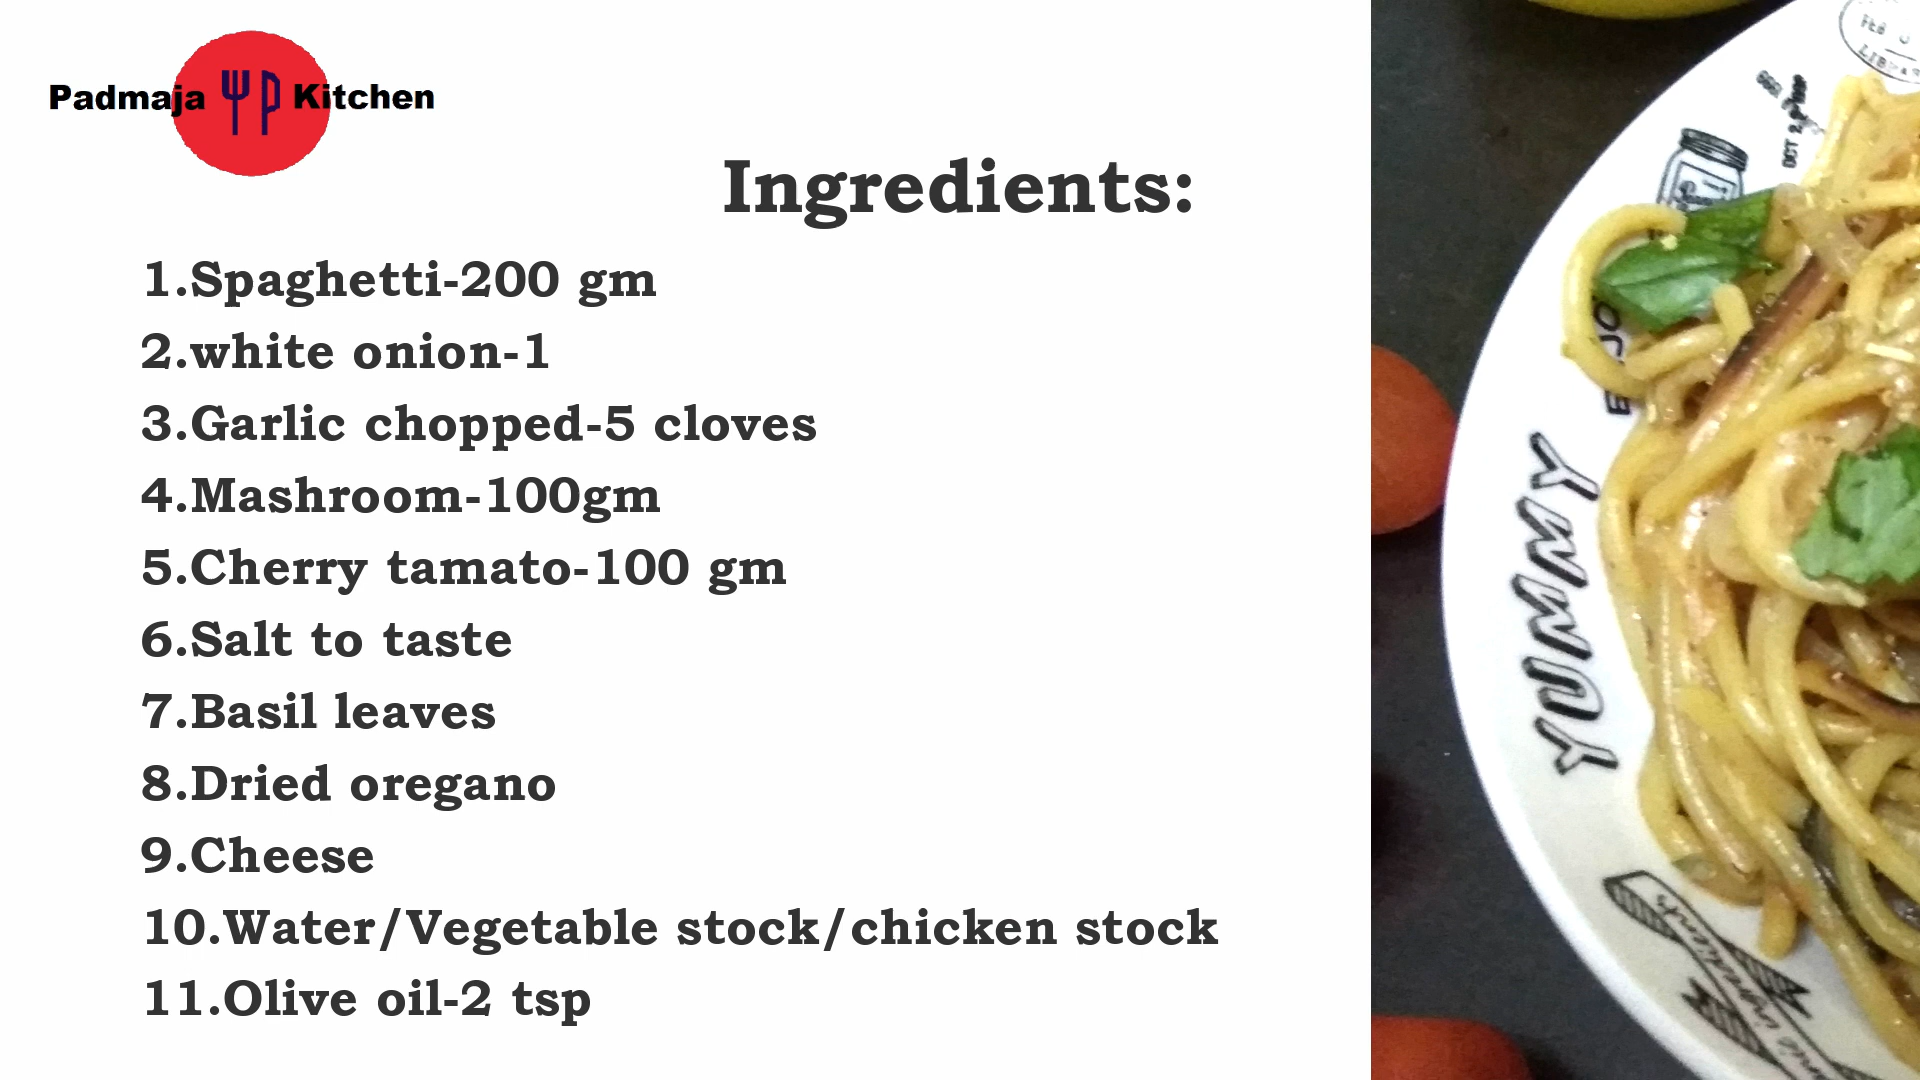 Padmaja Kitchen
Ingredients:
1.Spaghetti-200 gm
2.white onion-1
3.Garlic chopped-5 cloves
4.Mashroom-100gm
5.Cherry tamato-100 gm
6.Salt to taste
7.Basil leaves
8.Dried oregano
9.Cheese
10.Water/Vegetable stock/chicken stock
11.Olive oil-2 tsp
YUMMY